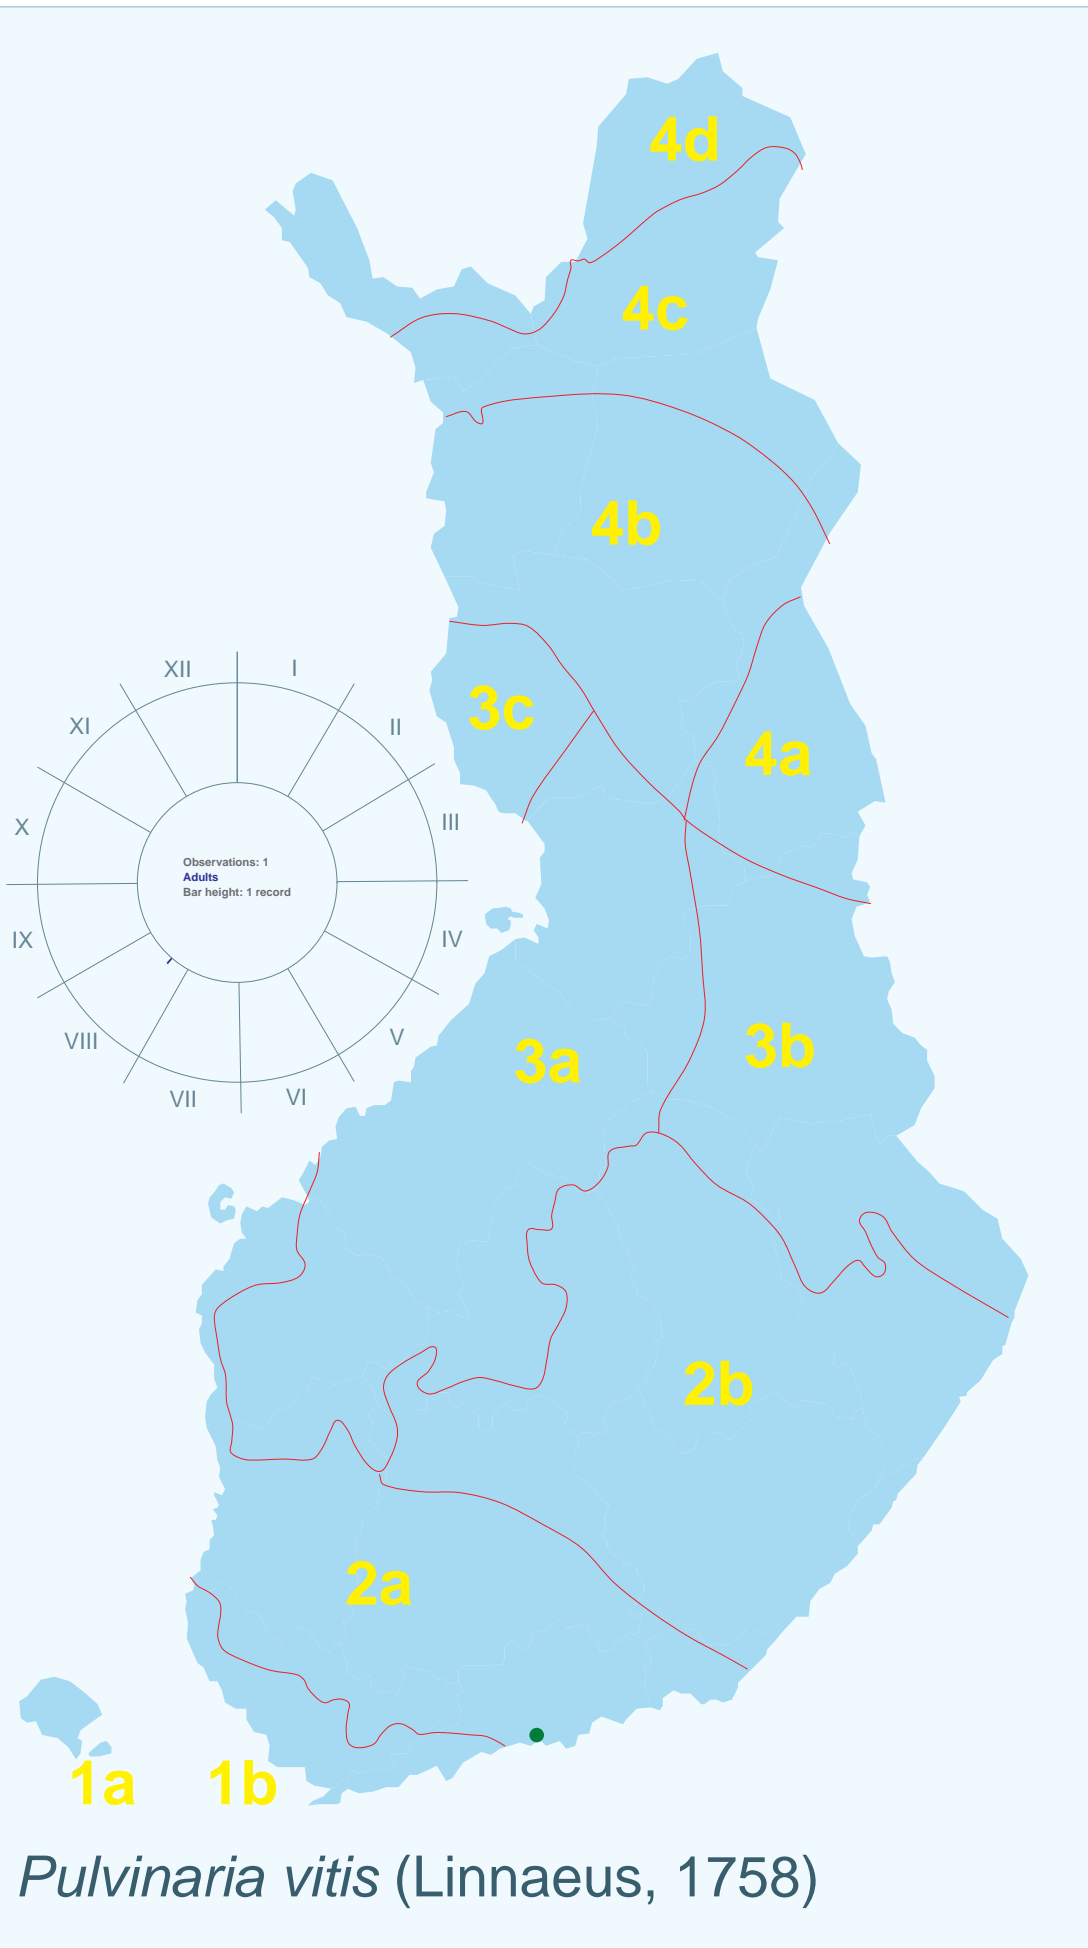 4d
4c
4b
3c
4a
XII
I
XI
II
X
III
Observations: 1
Adults
Bar height: 1 record
IX
IV
VIII
V
VII
VI
3a
3b
2b
2a
1a
1b
Pulvinaria vitis (Linnaeus, 1758)